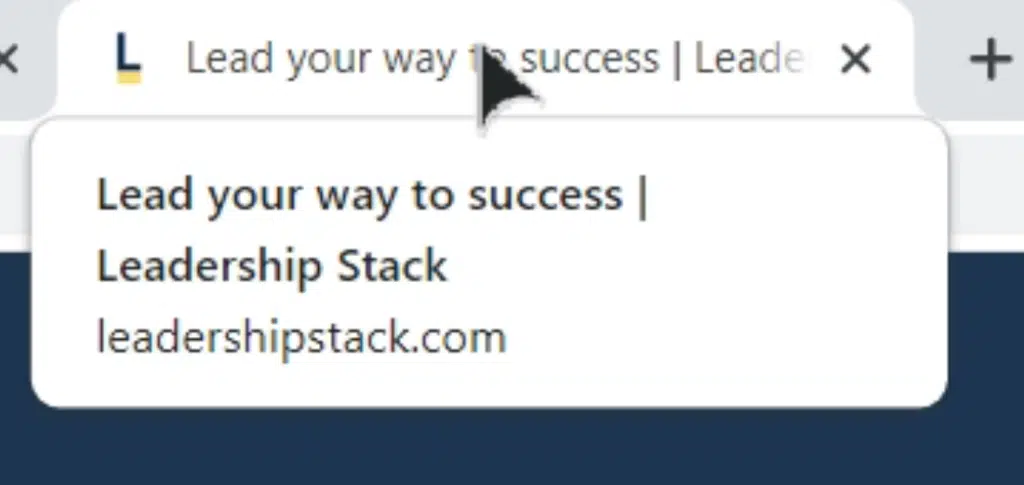 L Lead your way to success | Leade
Lead your way to success |
Leadership Stack
leadershipstack.com